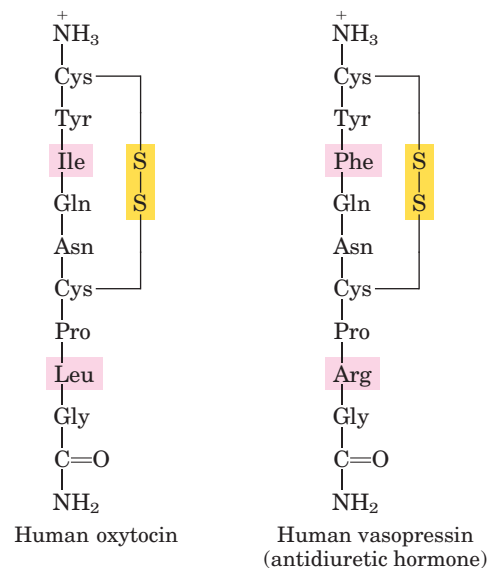 +
NH₃
Cys
Tyr
Ile
S
Gln
S
Asn
Cys
Pro
Leu
Gly
C=O
NH₂
Human oxytocin
+
NH₃
Cys
Tyr
Phe
S
Gln
S
Asn
Cys
Pro
Arg
Gly
C=O
NH₂
Human vasopressin
(antidiuretic hormone)